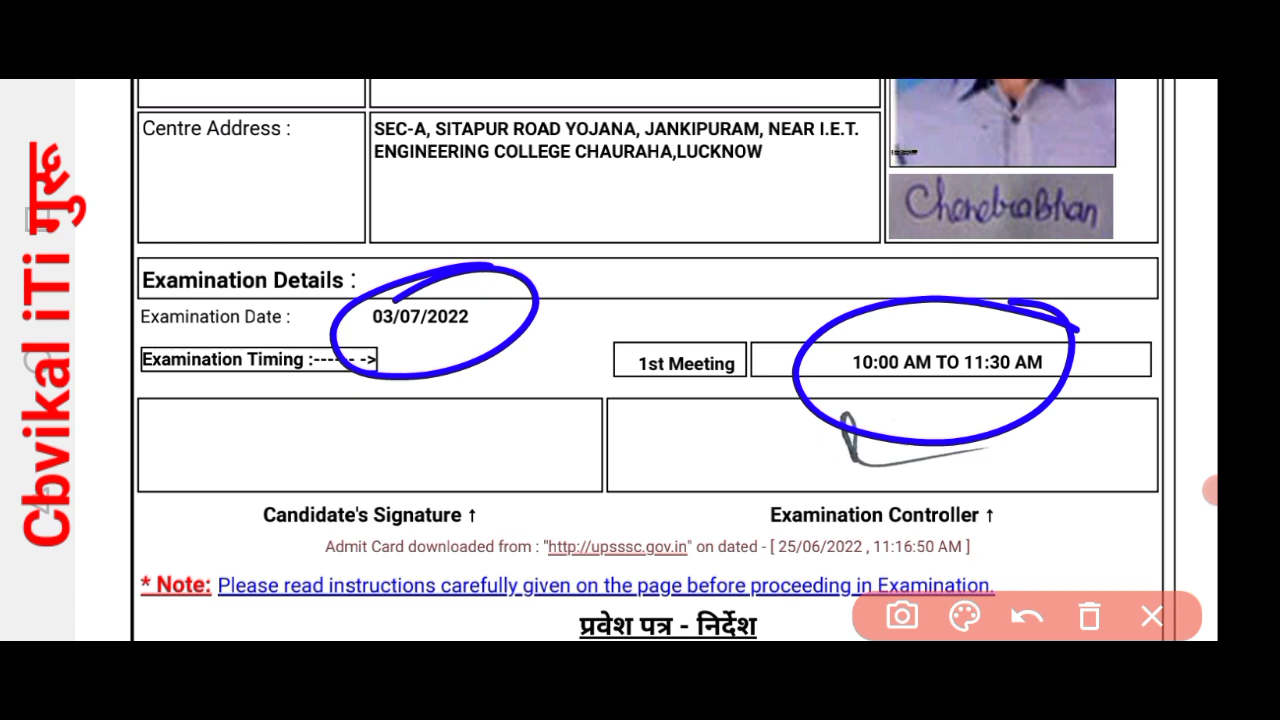 Cbvikal iTi गुरू
Centre Address :
SEC-A, SITAPUR ROAD YOJANA, JANKIPURAM, NEAR I.E.T.
ENGINEERING COLLEGE CHAURAHA,LUCKNOW
ChandraBhan
Examination Details :
Examination Date :
03/07/2022
Examination Timing :------ ->
1st Meeting
10:00 AM TO 11:30 AM
Candidate's Signature ↑
Examination Controller ↑
Admit Card downloaded from : "http://upsssc.gov.in" on dated - [ 25/06/2022 , 11:16:50 AM ]
* Note: Please read instructions carefully given on the page before proceeding in Examination.
प्रवेश पत्र - निर्देश